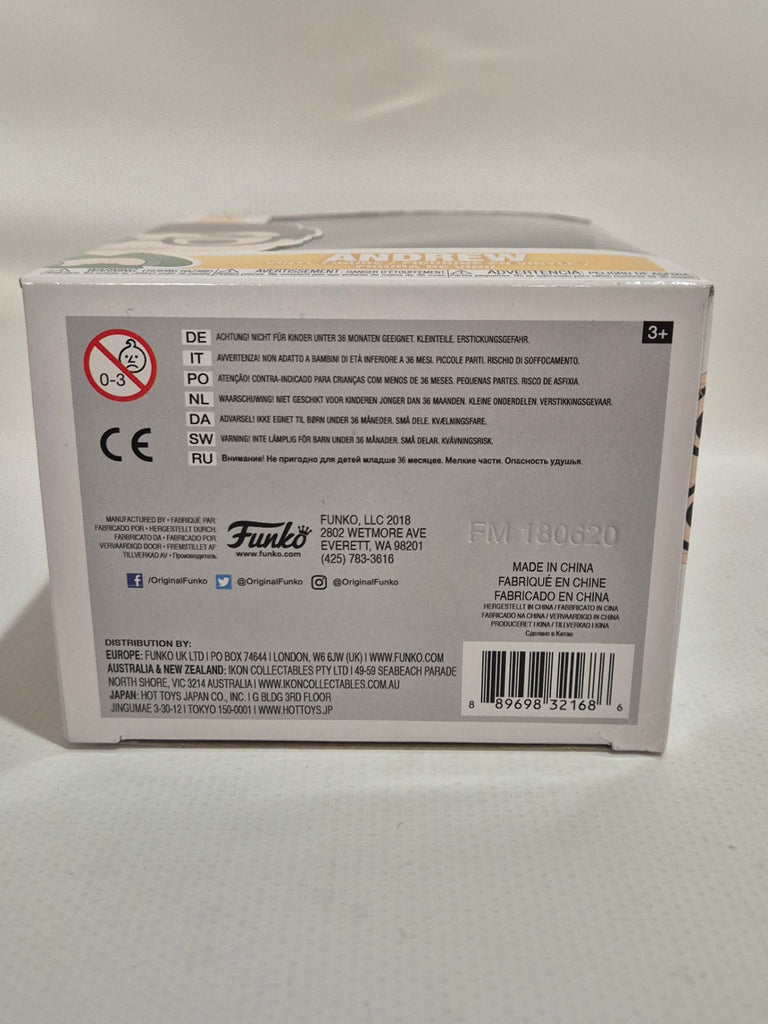 ANDREW
WARNING: CHOKING HAZARD AVERTISSEMENT: DANGER D'ÉTOUFFEMENT ADVERTENCIA: PELIGRO DE ASFIXIA
3+
0-3
DE ACHTUNG! NICHT FÜR KINDER UNTER 36 MONATEN GEEIGNET. KLEINTEILE. ERSTICKUNGSGEFAHR.
IT AVVERTENZA! NON ADATTO A BAMBINI DI ETÀ INFERIORE A 36 MESI. PICCOLE PARTI. RISCHIO DI SOFFOCAMENTO.
PO ATENÇÃO! CONTRA-INDICADO PARA CRIANÇAS COM MENOS DE 36 MESES. PEQUENAS PARTES. RISCO DE ASFIXIA.
NL WAARSCHUWING! NIET GESCHIKT VOOR KINDEREN JONGER DAN 36 MAANDEN. KLEINE ONDERDELEN. VERSTIKKINGSGEVAAR.
DA ADVARSEL! IKKE EGNET TIL BØRN UNDER 36 MÅNEDER. SMÅ DELE. KVÆLNINGSFARE.
SW VARNING! INTE LÄMPLIG FÖR BARN UNDER 36 MÅNADER. SMÅ DELAR. KVÄVNINGSRISK.
RU Внимание! Не пригодно для детей младше 36 месяцев. Мелкие части. Опасность удушья.
CE
MANUFACTURED BY • FABRIQUÉ PAR:
FABRICADO POR • HERGESTELLT DURCH:
FABBRICATO DA • FABRICADO POR:
VERVAARDIGD DOOR • FREMSTILLET AF:
TILLVERKAD AV • Производитель:
Funko
www.funko.com
FUNKO, LLC 2018
2802 WETMORE AVE
EVERETT, WA 98201
(425) 783-3616
FM 180620
f /OriginalFunko @OriginalFunko @OriginalFunko
MADE IN CHINA
FABRIQUÉ EN CHINE
FABRICADO EN CHINA
HERGESTELLT IN CHINA / FABBRICATO IN CINA
FABRICADO NA CHINA / VERVAARDIGD IN CHINA
PRODUCERET I KINA / TILLVERKAD I KINA
Сделано в Китае
DISTRIBUTION BY:
EUROPE: FUNKO UK LTD I PO BOX 74644 I LONDON, W6 6JW (UK) I WWW.FUNKO.COM
AUSTRALIA & NEW ZEALAND: IKON COLLECTABLES PTY LTD I 49-59 SEABEACH PARADE
NORTH SHORE, VIC 3214 AUSTRALIA I WWW.IKONCOLLECTABLES.COM.AU
JAPAN: HOT TOYS JAPAN CO., INC. I G BLDG 3RD FLOOR
JINGUMAE 3-30-12 I TOKYO 150-0001 I WWW.HOTTOYS.JP
8 89698 32168 6